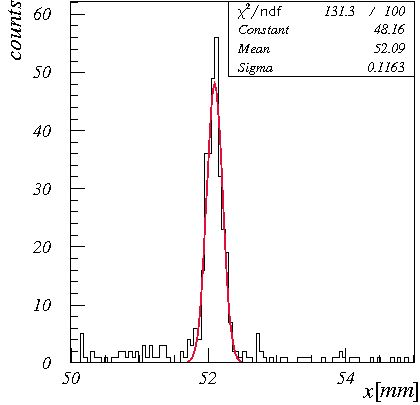 counts
60
50
40
30
20
10
0
χ²/ndf 131.3 / 100
Constant 48.16
Mean 52.09
Sigma 0.1163
50 52 54
x[mm]